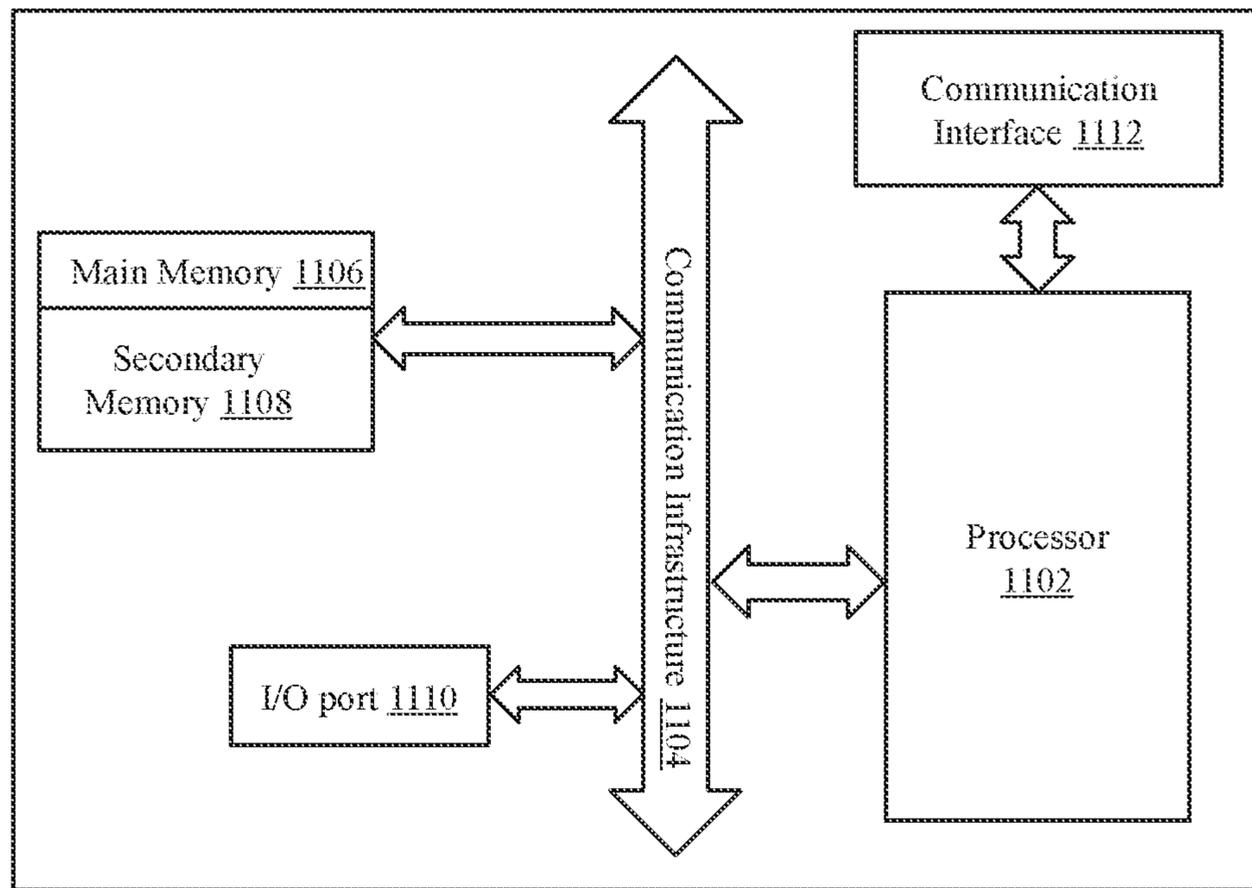 Communication
Interface 1112
Main Memory 1106
Secondary
Memory 1108
Communication Infrastructure 1104
Processor
1102
I/O port 1110